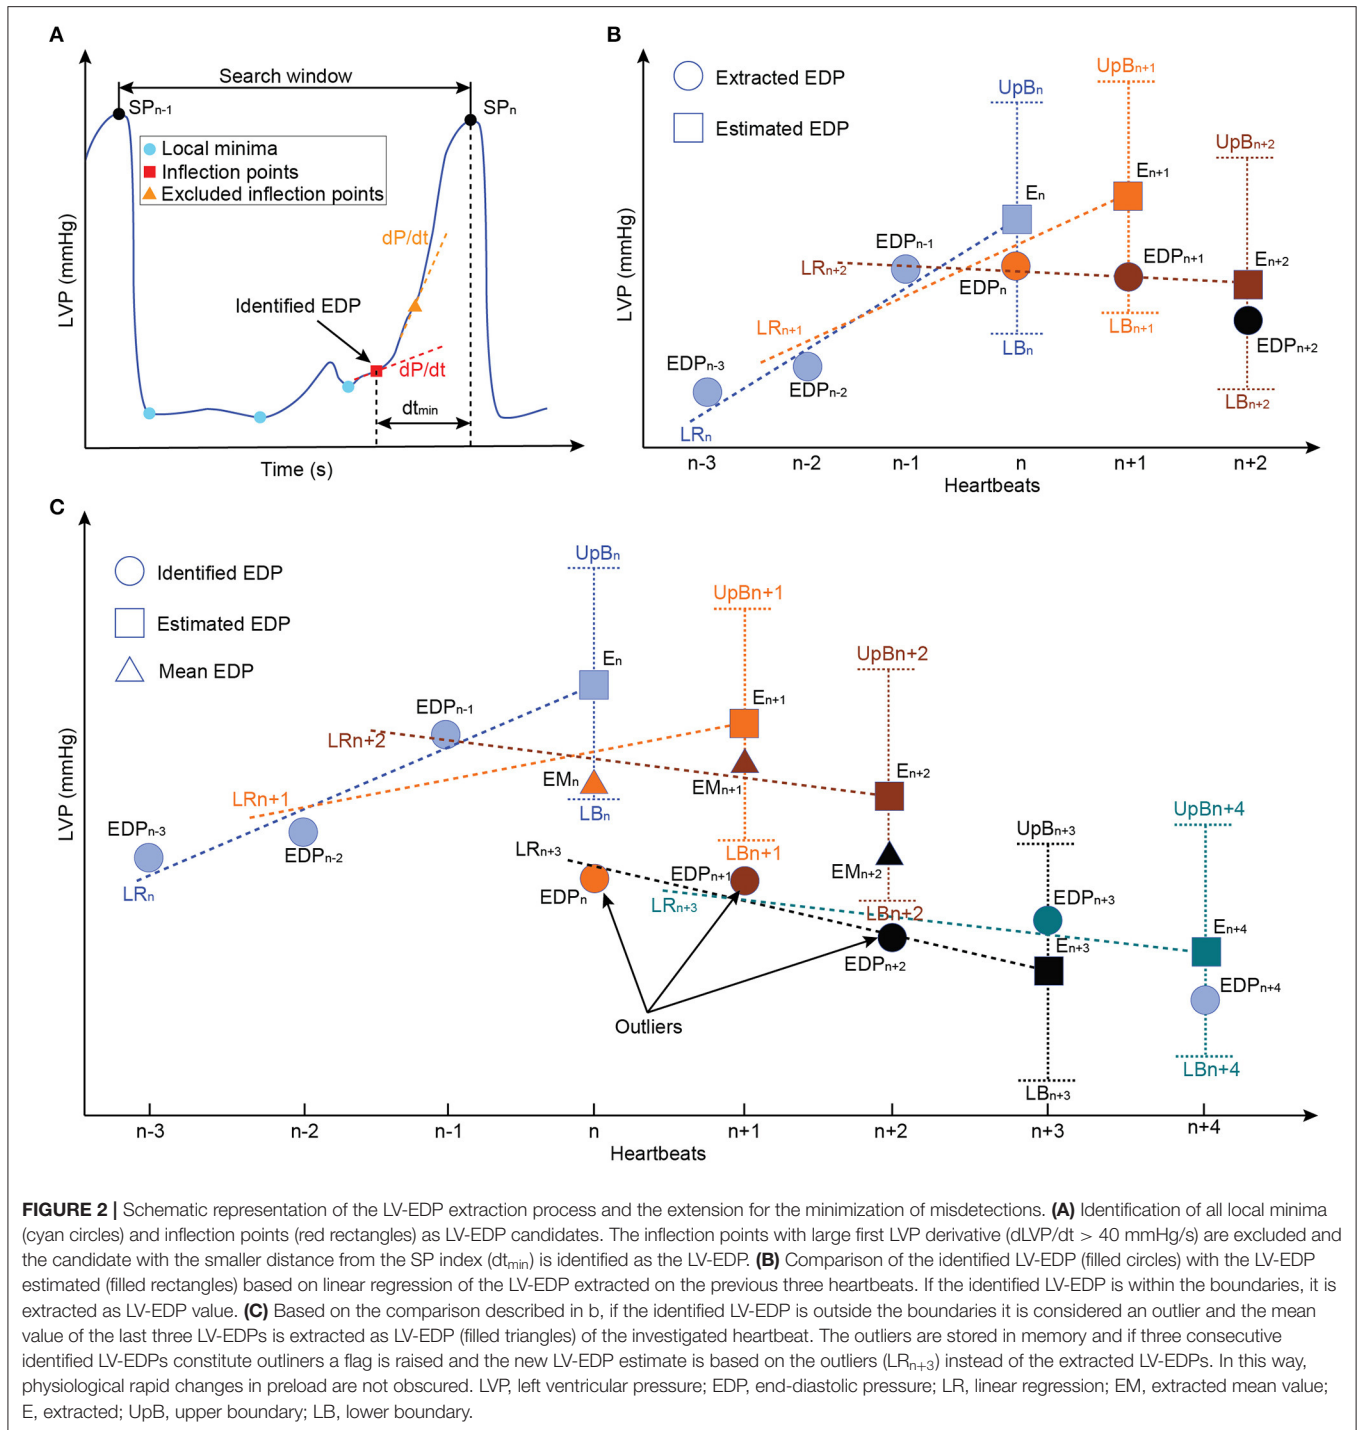 A
Search window
SPn-1
SPn
Local minima
Inflection points
Excluded inflection points
dP/dt
Identified EDP
dP/dt
dtmin
LVP (mmHg)
Time (s)
B
Extracted EDP
Estimated EDP
UpBn
UpBn+1
UpBn+2
En
En+1
En+2
EDPn-1
LRn+2
EDPn
EDPn+1
LRn+1
LBn
LBn+1
EDPn+2
EDPn-3
EDPn-2
LBn+2
LRn
LVP (mmHg)
n-3 n-2 n-1 n n+1 n+2
Heartbeats
C
Identified EDP
Estimated EDP
Mean EDP
UpBn
UpBn+1
UpBn+2
En
En+1
EDPn-1
LRn+2
En+2
EMn
EMn+1
LRn+1
LBn
UpBn+3
UpBn+4
EDPn-3
EDPn-2
LRn+3
LBn+1
EMn+2
LRn
EDPn
EDPn+1
LRn+3
LBn+2
EDPn+3
En+3
En+4
EDPn+2
EDPn+4
Outliers
LBn+3
LBn+4
LVP (mmHg)
n-3 n-2 n-1 n n+1 n+2 n+3 n+4
Heartbeats
FIGURE 2 | Schematic representation of the LV-EDP extraction process and the extension for the minimization of misdetections. (A) Identification of all local minima
(cyan circles) and inflection points (red rectangles) as LV-EDP candidates. The inflection points with large first LVP derivative (dLVP/dt > 40 mmHg/s) are excluded and
the candidate with the smaller distance from the SP index (dtmin) is identified as the LV-EDP. (B) Comparison of the identified LV-EDP (filled circles) with the LV-EDP
estimated (filled rectangles) based on linear regression of the LV-EDP extracted on the previous three heartbeats. If the identified LV-EDP is within the boundaries, it is
extracted as LV-EDP value. (C) Based on the comparison described in b, if the identified LV-EDP is outside the boundaries it is considered an outlier and the mean
value of the last three LV-EDPs is extracted as LV-EDP (filled triangles) of the investigated heartbeat. The outliers are stored in memory and if three consecutive
identified LV-EDPs constitute outliners a flag is raised and the new LV-EDP estimate is based on the outliers (LRn+3) instead of the extracted LV-EDPs. In this way,
physiological rapid changes in preload are not obscured. LVP, left ventricular pressure; EDP, end-diastolic pressure; LR, linear regression; EM, extracted mean value;
E, extracted; UpB, upper boundary; LB, lower boundary.